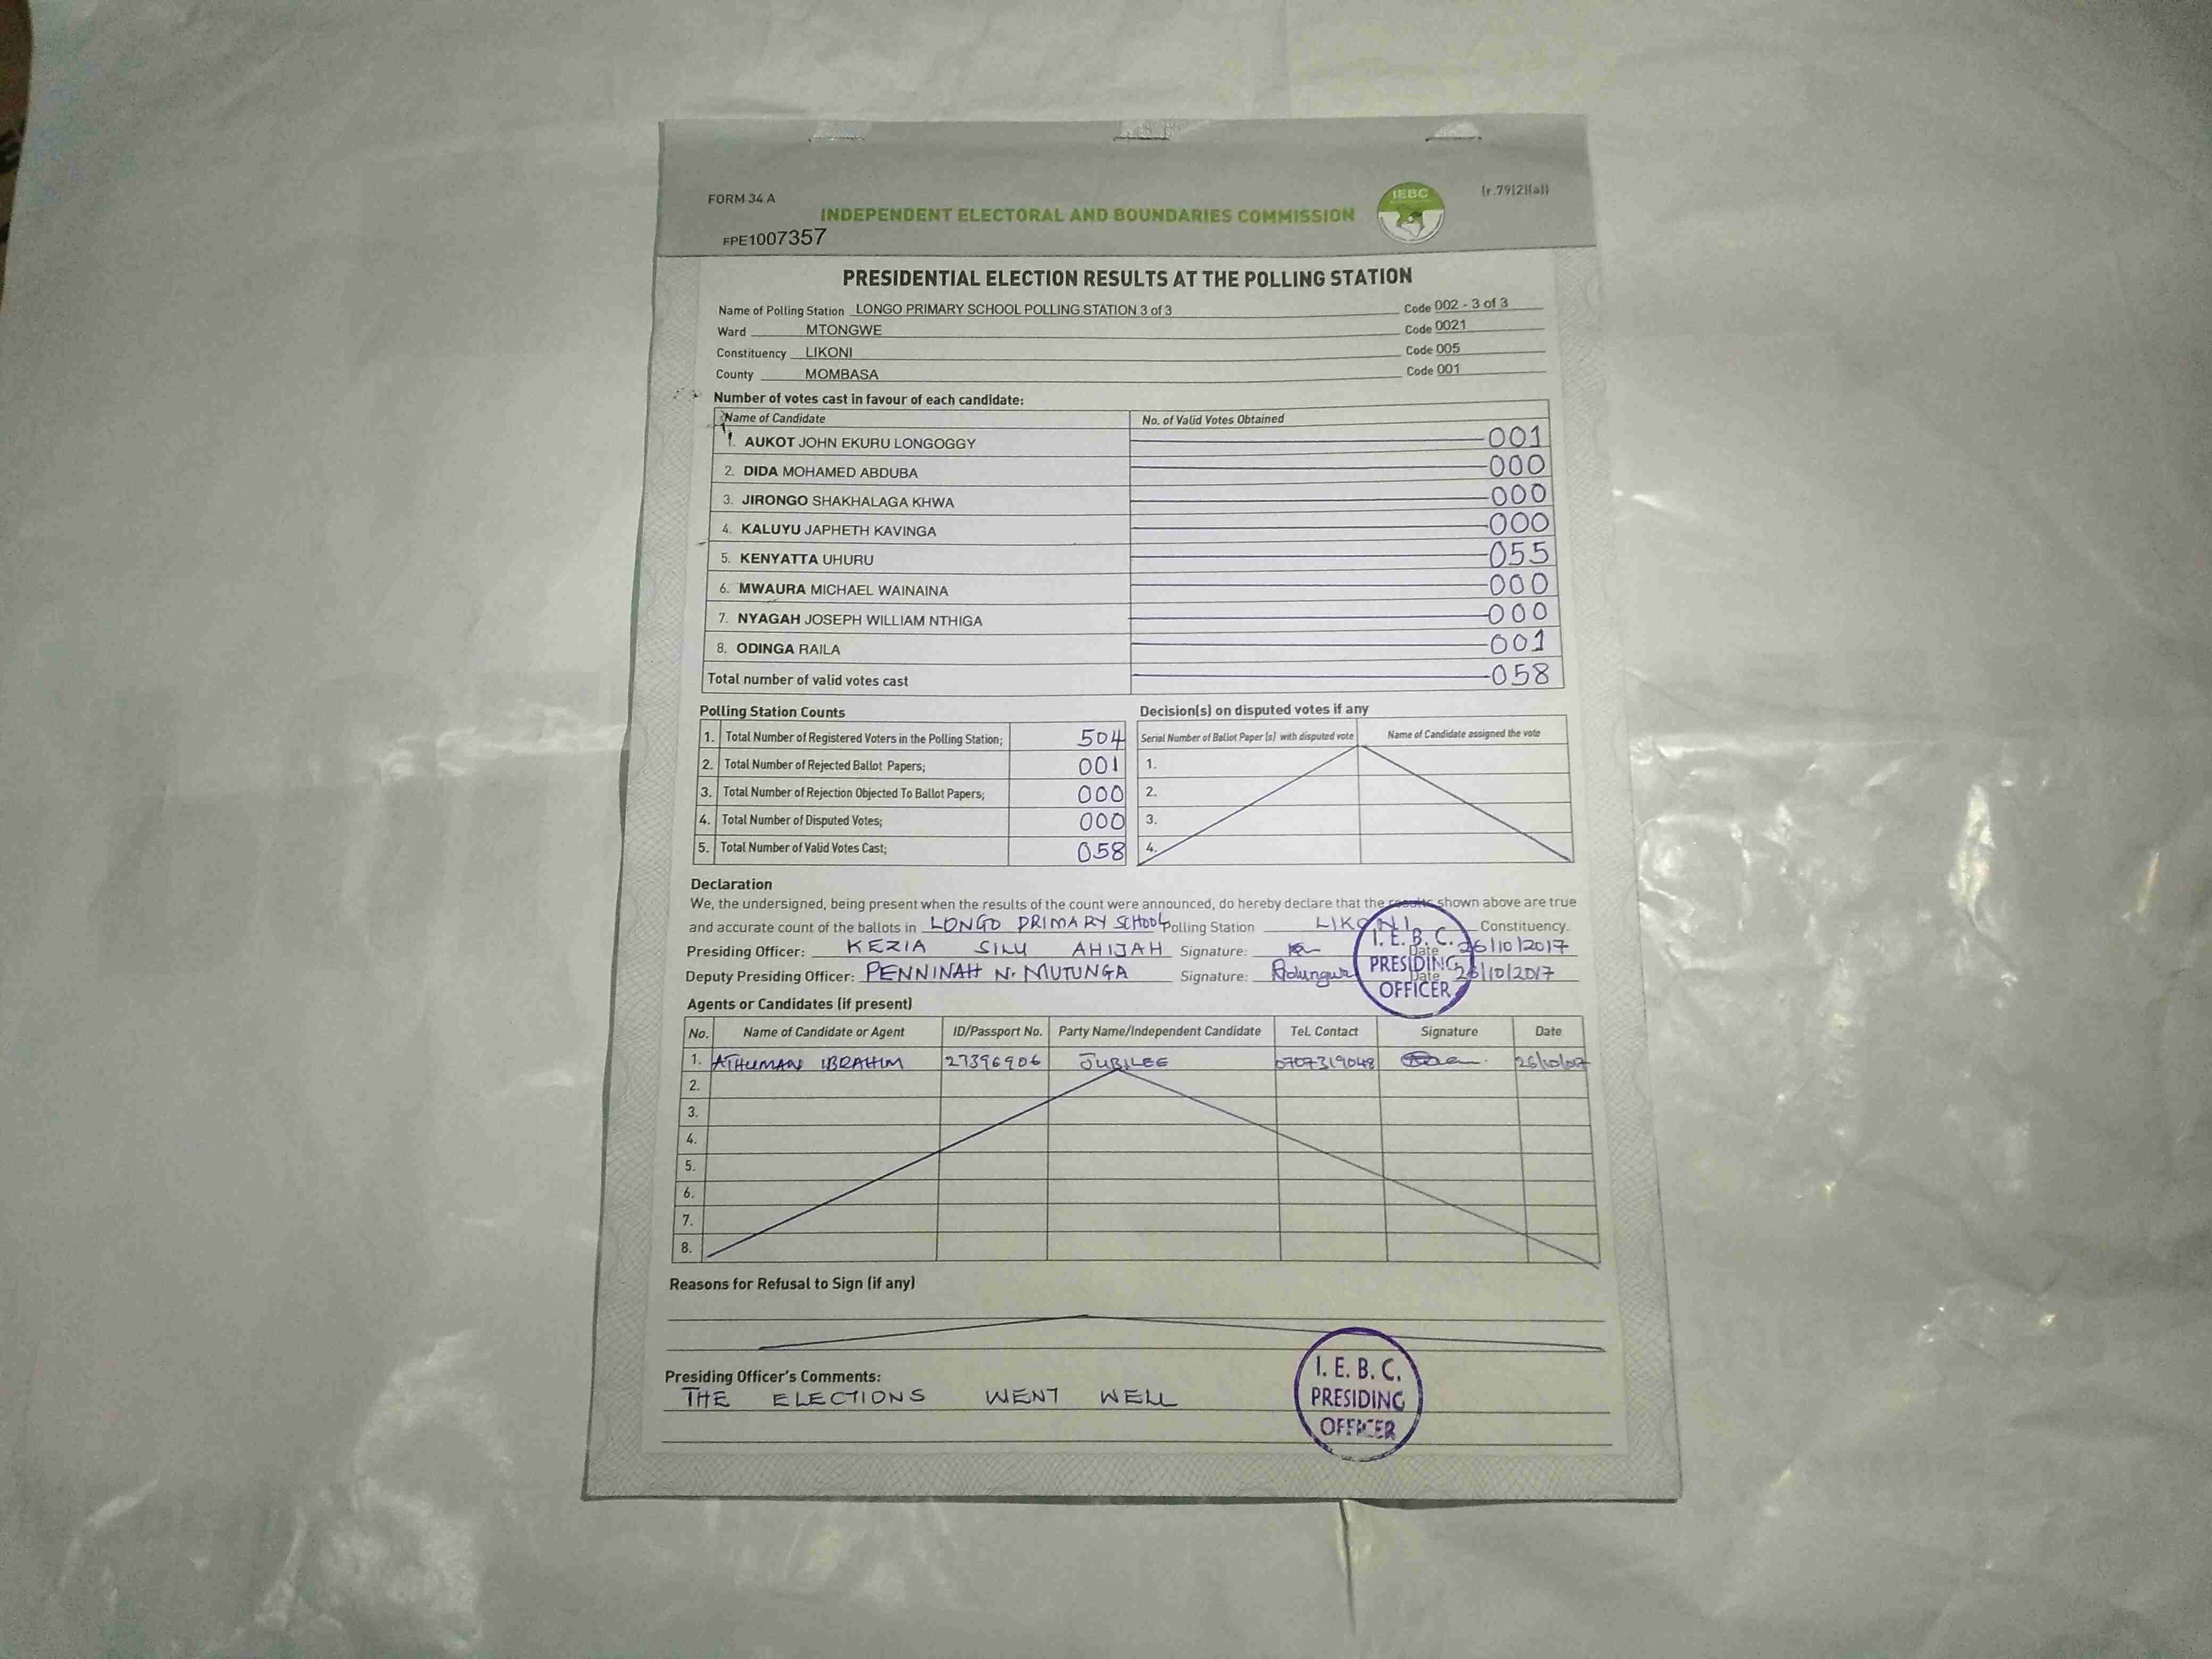 FORM 34 A
(r.79(2)(a))
INDEPENDENT ELECTORAL AND BOUNDARIES COMMISSION
IEBC
FPE1007357
PRESIDENTIAL ELECTION RESULTS AT THE POLLING STATION
Name of Polling Station LONGO PRIMARY SCHOOL POLLING STATION 3 of 3 Code 002 - 3 of 3
Ward MTONGWE Code 0021
Constituency LIKONI Code 005
County MOMBASA Code 001
Number of votes cast in favour of each candidate:
Name of Candidate No. of Valid Votes Obtained
1. AUKOT JOHN EKURU LONGOGGY 001
2. DIDA MOHAMED ABDUBA 000
3. JIRONGO SHAKHALAGA KHWA 000
4. KALUYU JAPHETH KAVINGA 000
5. KENYATTA UHURU 055
6. MWAURA MICHAEL WAINAINA 000
7. NYAGAH JOSEPH WILLIAM NTHIGA 000
8. ODINGA RAILA 001
Total number of valid votes cast 058
Polling Station Counts
1. Total Number of Registered Voters in the Polling Station; 504
2. Total Number of Rejected Ballot Papers; 001
3. Total Number of Rejection Objected To Ballot Papers; 000
4. Total Number of Disputed Votes; 000
5. Total Number of Valid Votes Cast; 058
Decision(s) on disputed votes if any
Serial Number of Ballot Paper (s) with disputed vote Name of Candidate assigned the vote
1.
2.
3.
4.
Declaration
We, the undersigned, being present when the results of the count were announced, do hereby declare that the results shown above are true
and accurate count of the ballots in LONGO PRIMARY SCHOOL Polling Station LIKONI Constituency.
Presiding Officer: KEZIA SILU AHIJAH Signature: Date 26/10/2017
Deputy Presiding Officer: PENNINAH N. MUTUNGA Signature: Date 26/10/2017
I. E. B. C.
PRESIDING
OFFICER
Agents or Candidates (if present)
No. Name of Candidate or Agent ID/Passport No. Party Name/Independent Candidate Tel. Contact Signature Date
1. ATHUMAN IBRAHIM 27396906 JUBILEE 0707319048 26/10/017
2.
3.
4.
5.
6.
7.
8.
Reasons for Refusal to Sign (if any)
Presiding Officer's Comments:
THE ELECTIONS WENT WELL
I. E. B. C.
PRESIDING
OFFICER